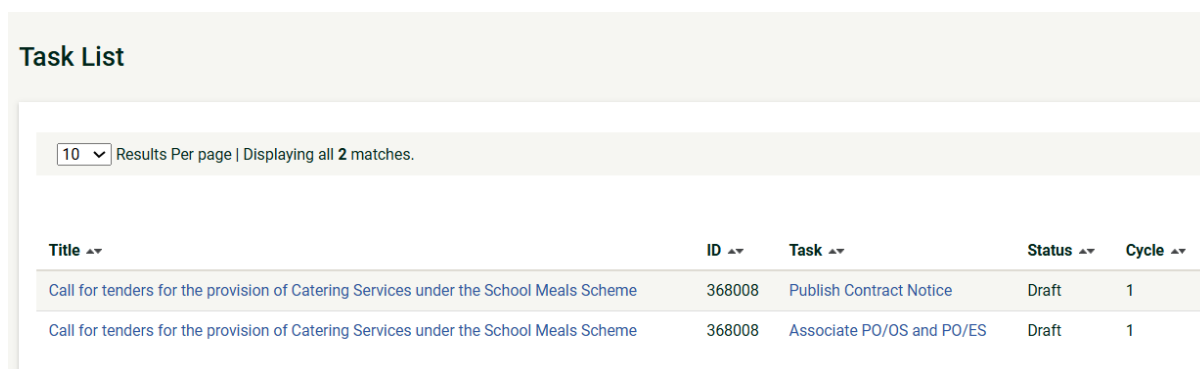 Task List
10 Results Per page | Displaying all 2 matches.
Title ID Task Status Cycle
Call for tenders for the provision of Catering Services under the School Meals Scheme 368008 Publish Contract Notice Draft 1
Call for tenders for the provision of Catering Services under the School Meals Scheme 368008 Associate PO/OS and PO/ES Draft 1